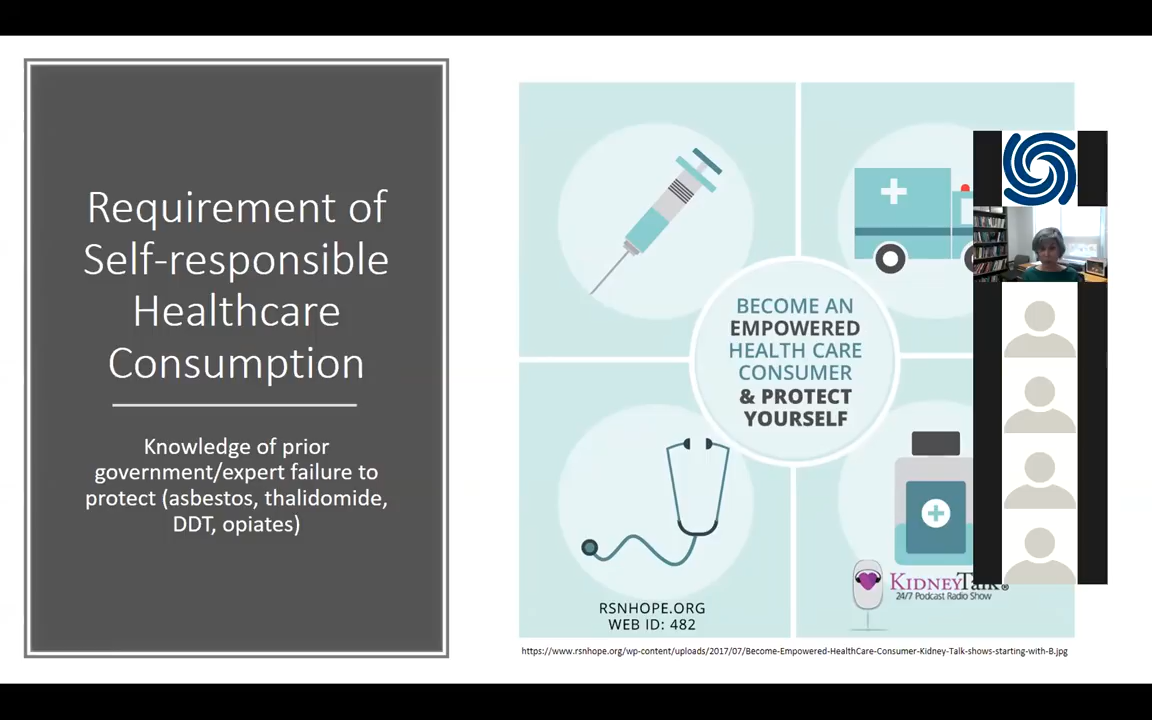 Requirement of
Self-responsible
Healthcare
Consumption
Knowledge of prior
government/expert failure to
protect (asbestos, thalidomide,
DDT, opiates)
BECOME AN
EMPOWERED
HEALTH CARE
CONSUMER
& PROTECT
YOURSELF
RSNHOPE.ORG
WEB ID: 482
KIDNEYTALK®
24/7 Podcast Radio Show
https://www.rsnhope.org/wp-content/uploads/2017/07/Become-Empowered-HealthCare-Consumer-Kidney-Talk-shows-starting-with-B.jpg